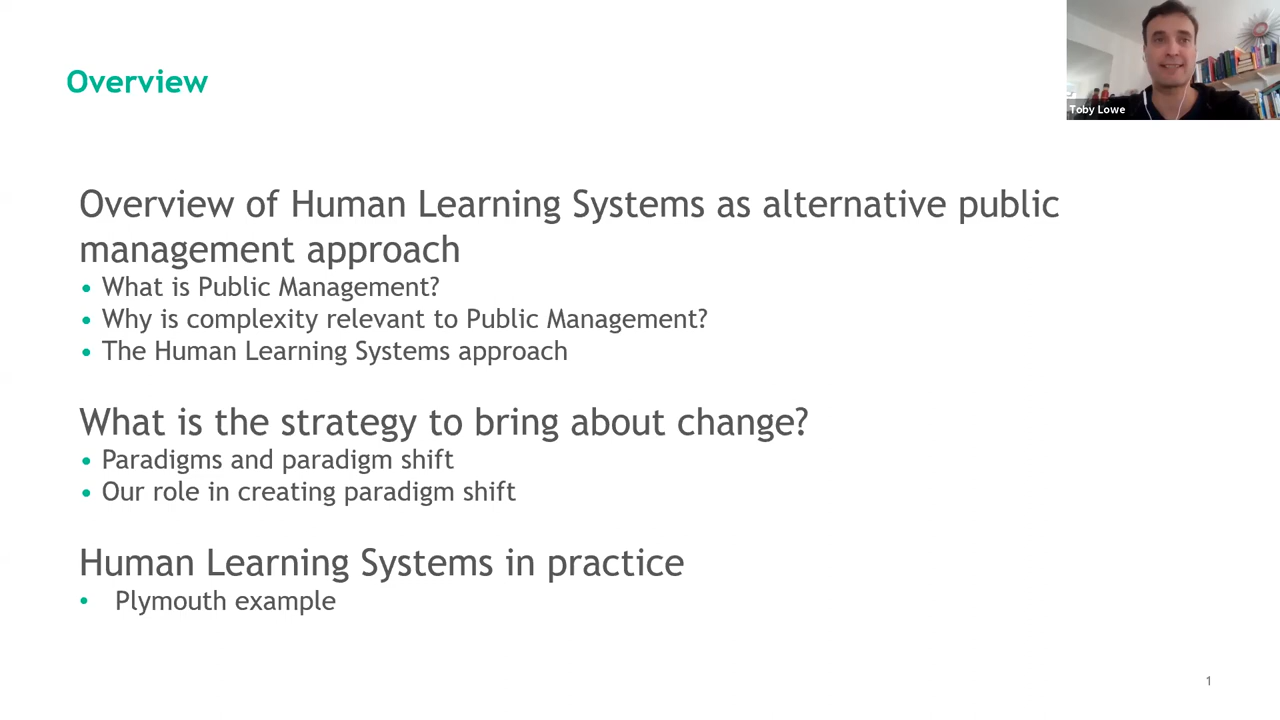 Overview
Toby Lowe
Overview of Human Learning Systems as alternative public
management approach
• What is Public Management?
• Why is complexity relevant to Public Management?
• The Human Learning Systems approach
What is the strategy to bring about change?
• Paradigms and paradigm shift
• Our role in creating paradigm shift
Human Learning Systems in practice
• Plymouth example
1